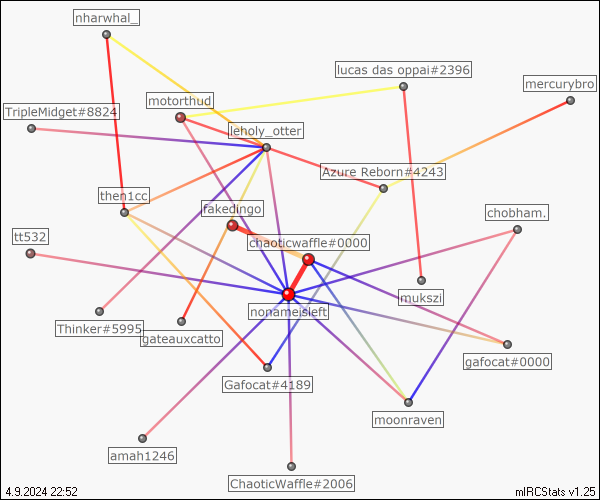 nharwhal_
lucas das oppai#2396
mercurybro
motorthud
TripleMidget#8824
leholy_otter
Azure Reborn#4243
then1cc
fakedingo
chobham.
tt532
chaoticwaffle#0000
mukszi
nonameisleft
Thinker#5995
gateauxcatto
gafocat#0000
Gafocat#4189
moonraven
amah1246
ChaoticWaffle#2006
4.9.2024 22:52
mIRCStats v1.25